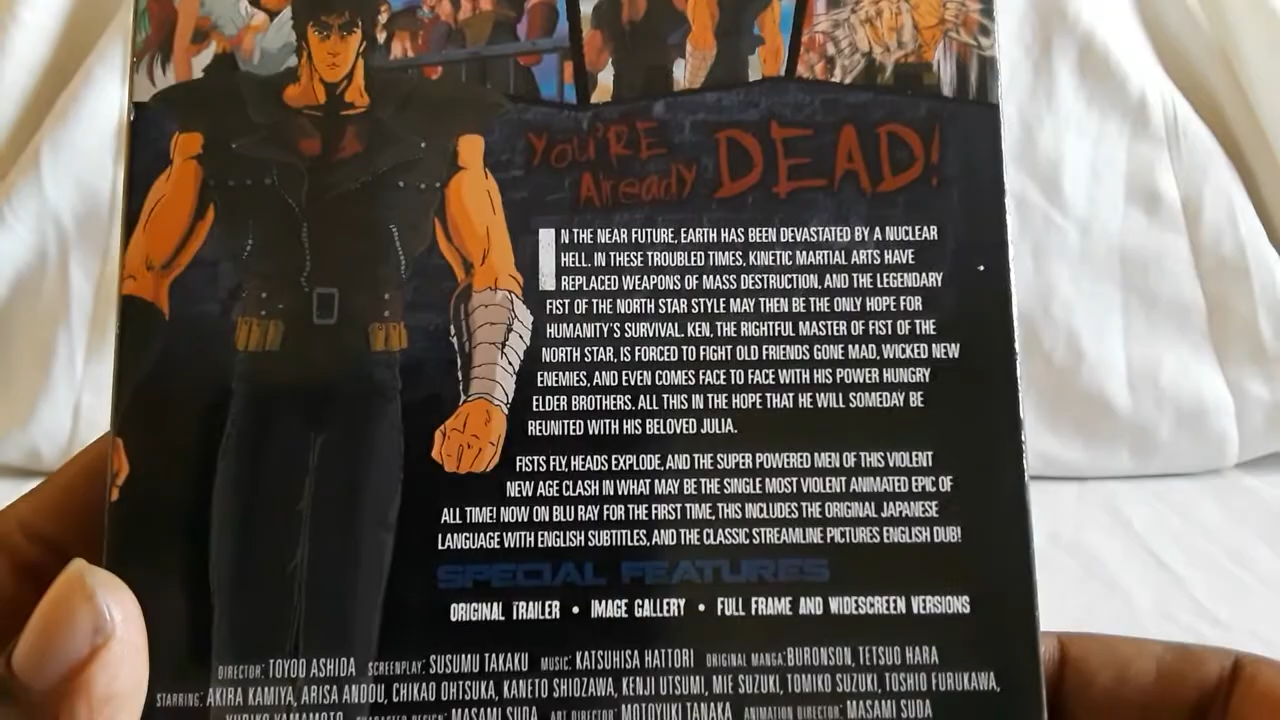 YOU'RE
Already DEAD!
IN THE NEAR FUTURE, EARTH HAS BEEN DEVASTATED BY A NUCLEAR
HELL. IN THESE TROUBLED TIMES, KINETIC MARTIAL ARTS HAVE
REPLACED WEAPONS OF MASS DESTRUCTION, AND THE LEGENDARY
FIST OF THE NORTH STAR STYLE MAY THEN BE THE ONLY HOPE FOR
HUMANITY'S SURVIVAL. KEN, THE RIGHTFUL MASTER OF FIST OF THE
NORTH STAR, IS FORCED TO FIGHT OLD FRIENDS GONE MAD, WICKED NEW
ENEMIES, AND EVEN COMES FACE TO FACE WITH HIS POWER HUNGRY
ELDER BROTHERS. ALL THIS IN THE HOPE THAT HE WILL SOMEDAY BE
REUNITED WITH HIS BELOVED JULIA.
FISTS FLY, HEADS EXPLODE, AND THE SUPER POWERED MEN OF THIS VIOLENT
NEW AGE CLASH IN WHAT MAY BE THE SINGLE MOST VIOLENT ANIMATED EPIC OF
ALL TIME! NOW ON BLU RAY FOR THE FIRST TIME, THIS INCLUDES THE ORIGINAL JAPANESE
LANGUAGE WITH ENGLISH SUBTITLES, AND THE CLASSIC STREAMLINE PICTURES ENGLISH DUB!
SPECIAL FEATURES
ORIGINAL TRAILER • IMAGE GALLERY • FULL FRAME AND WIDESCREEN VERSIONS
DIRECTOR: TOYOO ASHIDA SCREENPLAY: SUSUMU TAKAKU MUSIC: KATSUHISA HATTORI ORIGINAL MANGA: BURONSON, TETSUO HARA
STARRING: AKIRA KAMIYA, ARISA ANDOU, CHIKAO OHTSUKA, KANETO SHIOZAWA, KENJI UTSUMI, MIE SUZUKI, TOMIKO SUZUKI, TOSHIO FURUKAWA,
YURIKO YAMAMOTO CHARACTER DESIGN: MASAMI SUDA ART DIRECTOR: MOTOYUKI TANAKA ANIMATION DIRECTOR: MASAMI SUDA